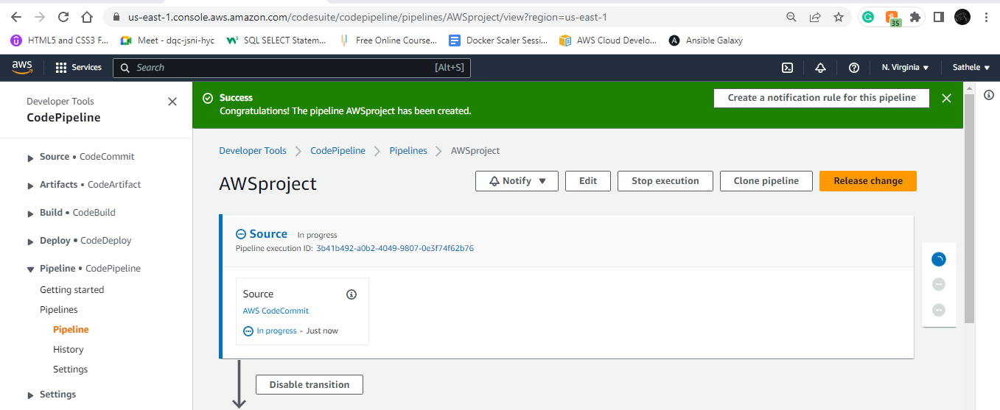 us-east-1.console.aws.amazon.com/codesuite/codepipeline/pipelines/AWSproject/view?region=us-east-1
35
HTML5 and CSS3 F...
Meet - dqc-jsni-hyc
SQL SELECT Statem...
Free Online Course...
Docker Scaler Sessi...
AWS Cloud Develo...
Ansible Galaxy
aws
Services
Search
[Alt+S]
N. Virginia
Sathele
Developer Tools
CodePipeline
Source • CodeCommit
Artifacts • CodeArtifact
Build • CodeBuild
Deploy • CodeDeploy
Pipeline • CodePipeline
Getting started
Pipelines
Pipeline
History
Settings
Settings
Success
Congratulations! The pipeline AWSproject has been created.
Create a notification rule for this pipeline
Developer Tools
CodePipeline
Pipelines
AWSproject
AWSproject
Notify
Edit
Stop execution
Clone pipeline
Release change
Source In progress
Pipeline execution ID: 3b41b492-a0b2-4049-9807-0e3f74f62b76
Source
AWS CodeCommit
In progress - Just now
Disable transition